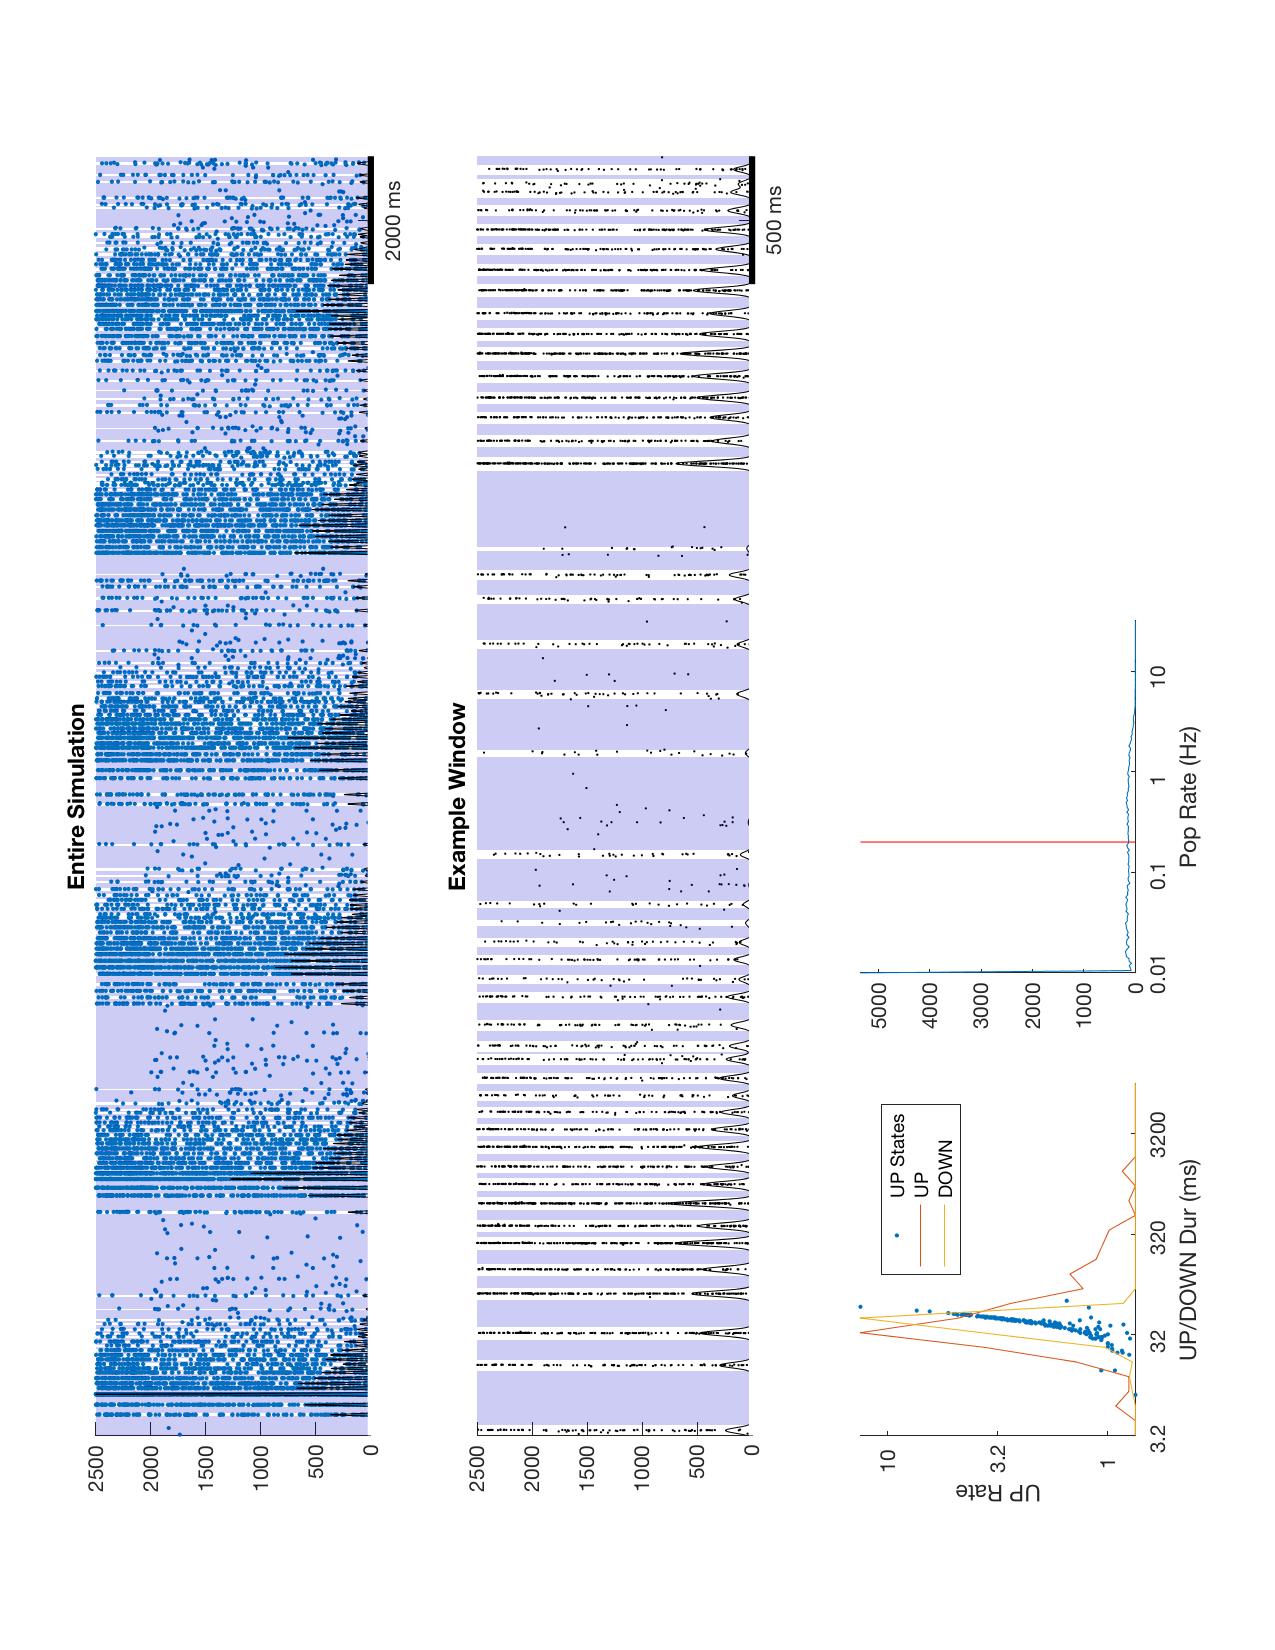 Entire Simulation
2500
2000
1500
1000
500
0
2000 ms
Example Window
2500
2000
1500
1000
500
0
500 ms
UP Rate
10
3.2
1
3.2 32 320 3200
UP/DOWN Dur (ms)
UP States
UP
DOWN
5000
4000
3000
2000
1000
0
0.01 0.1 1 10
Pop Rate (Hz)